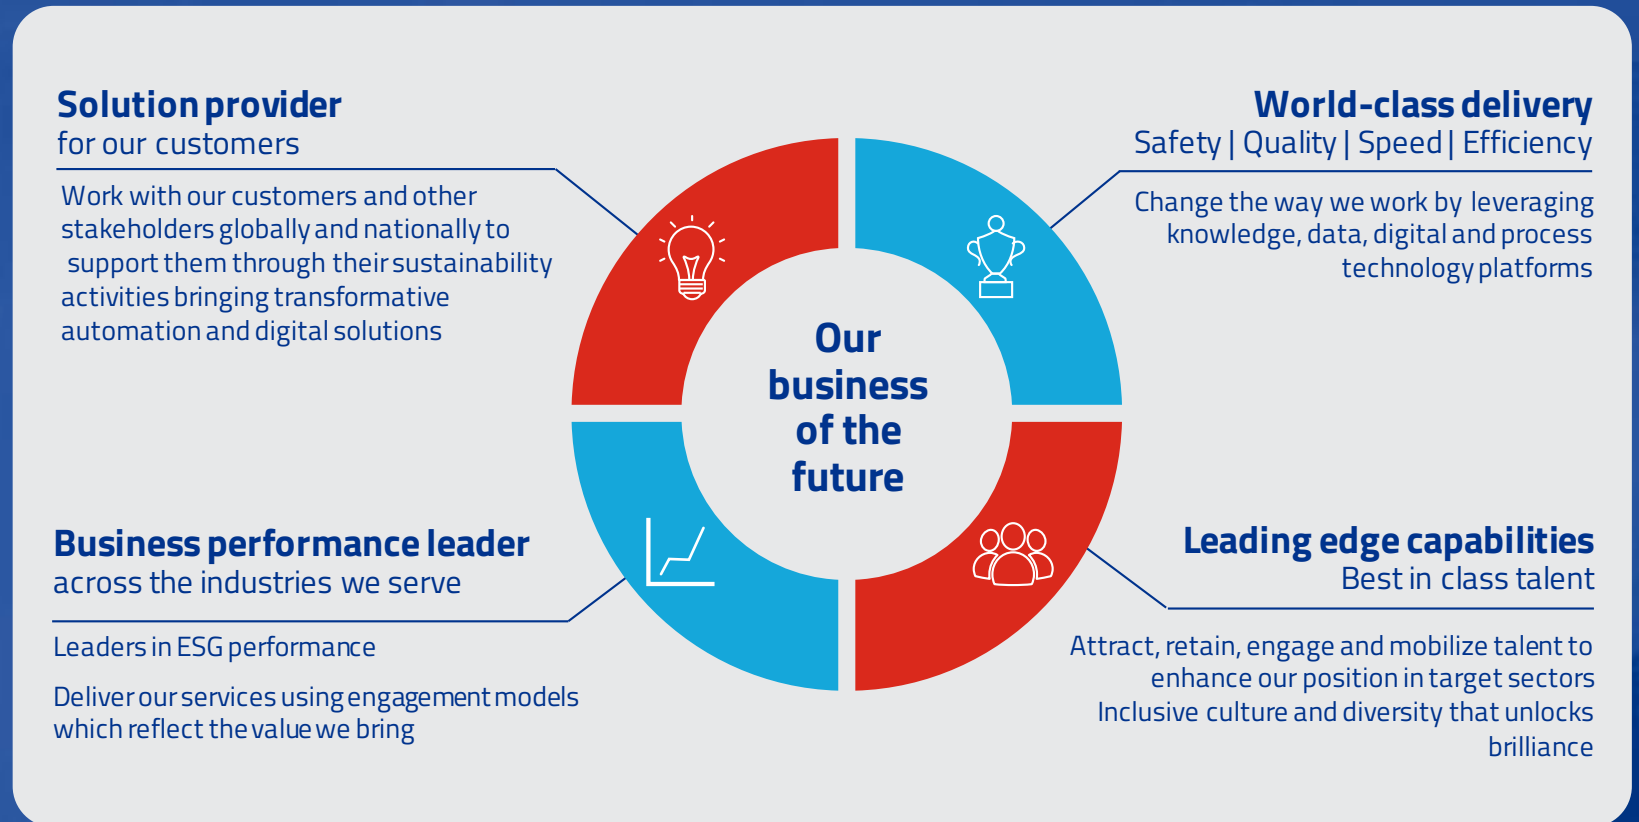 Solution provider
for our customers
Work with our customers and other
stakeholders globally and nationally to
support them through their sustainability
activities bringing transformative
automation and digital solutions
World-class delivery
Safety | Quality | Speed | Efficiency
Change the way we work by leveraging
knowledge, data, digital and process
technology platforms
Our
business
of the
future
Business performance leader
across the industries we serve
Leaders in ESG performance
Deliver our services using engagement models
which reflect the value we bring
Leading edge capabilities
Best in class talent
Attract, retain, engage and mobilize talent to
enhance our position in target sectors
Inclusive culture and diversity that unlocks
brilliance